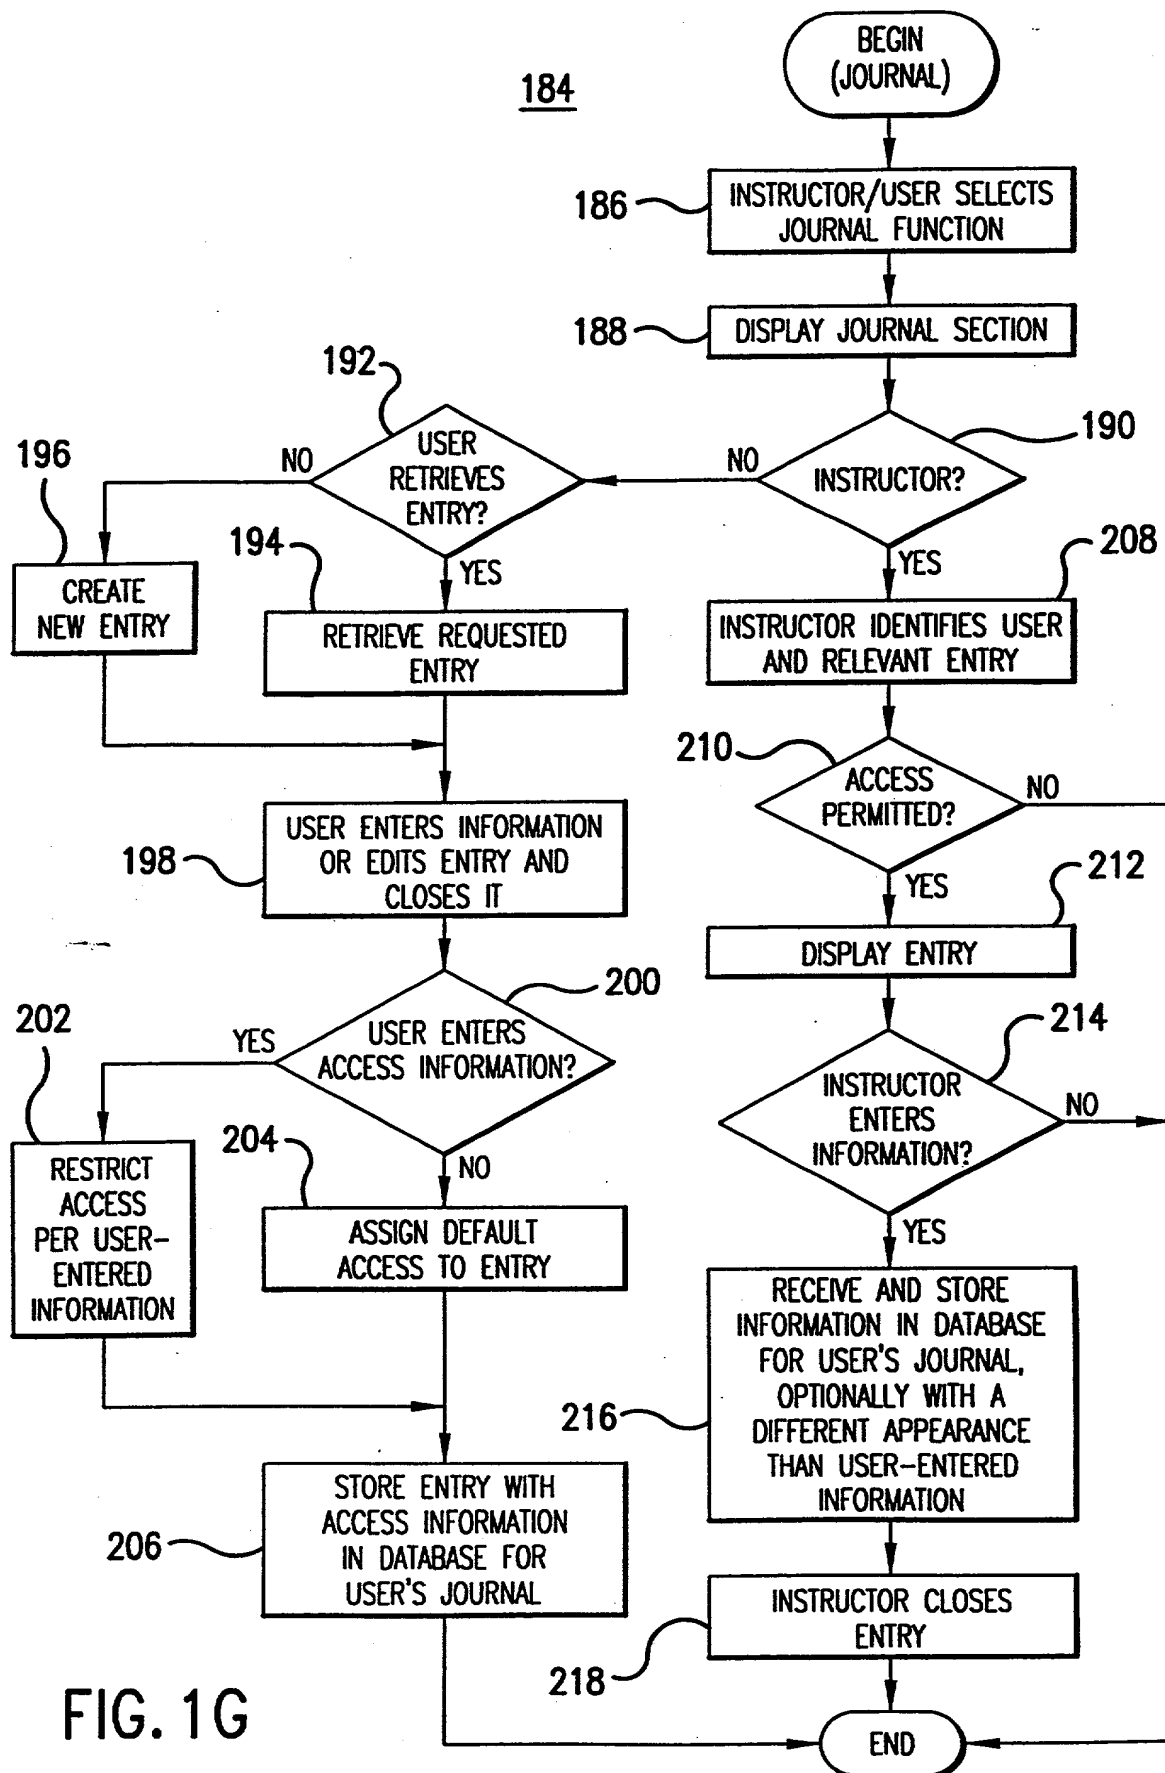 BEGIN
(JOURNAL)
184
186
INSTRUCTOR/USER SELECTS
JOURNAL FUNCTION
188
DISPLAY JOURNAL SECTION
190
INSTRUCTOR?
NO
YES
192
USER
RETRIEVES
ENTRY?
NO
YES
196
CREATE
NEW ENTRY
194
RETRIEVE REQUESTED
ENTRY
198
USER ENTERS INFORMATION
OR EDITS ENTRY AND
CLOSES IT
200
USER ENTERS
ACCESS INFORMATION?
YES
NO
202
RESTRICT
ACCESS
PER USER-
ENTERED
INFORMATION
204
ASSIGN DEFAULT
ACCESS TO ENTRY
206
STORE ENTRY WITH
ACCESS INFORMATION
IN DATABASE FOR
USER'S JOURNAL
208
INSTRUCTOR IDENTIFIES USER
AND RELEVANT ENTRY
210
ACCESS
PERMITTED?
NO
YES
212
DISPLAY ENTRY
214
INSTRUCTOR
ENTERS
INFORMATION?
NO
YES
216
RECEIVE AND STORE
INFORMATION IN DATABASE
FOR USER'S JOURNAL,
OPTIONALLY WITH A
DIFFERENT APPEARANCE
THAN USER-ENTERED
INFORMATION
218
INSTRUCTOR CLOSES
ENTRY
END
FIG. 1G